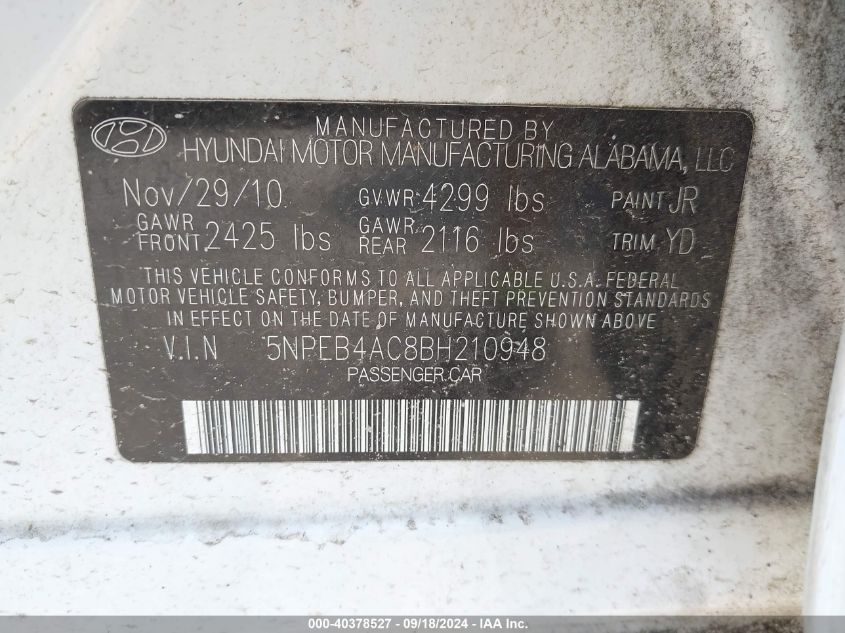 MANUFACTURED BY
HYUNDAI MOTOR MANUFACTURING ALABAMA, LLC
Nov/29/10 GVWR 4299 lbs PAINT JR
GAWR FRONT 2425 lbs GAWR REAR 2116 lbs TRIM YD
THIS VEHICLE CONFORMS TO ALL APPLICABLE U.S.A. FEDERAL
MOTOR VEHICLE SAFETY, BUMPER, AND THEFT PREVENTION STANDARDS
IN EFFECT ON THE DATE OF MANUFACTURE SHOWN ABOVE
V.I.N 5NPEB4AC8BH210948
PASSENGER CAR
000-40378527 - 09/18/2024 - IAA Inc.